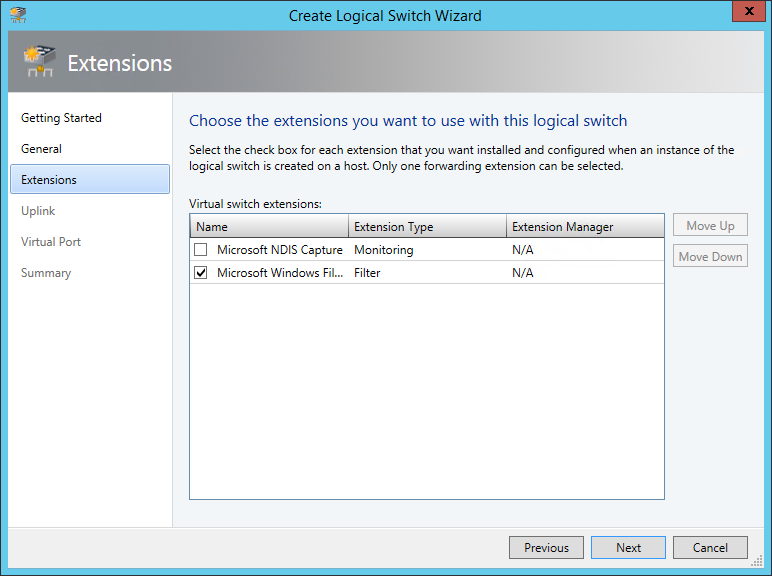 Create Logical Switch Wizard
x
Extensions
Getting Started
General
Extensions
Uplink
Virtual Port
Summary
Choose the extensions you want to use with this logical switch
Select the check box for each extension that you want installed and configured when an instance of the
logical switch is created on a host. Only one forwarding extension can be selected.
Virtual switch extensions:
Name Extension Type Extension Manager
Microsoft NDIS Capture Monitoring N/A
Microsoft Windows Fil... Filter N/A
Move Up
Move Down
Previous Next Cancel